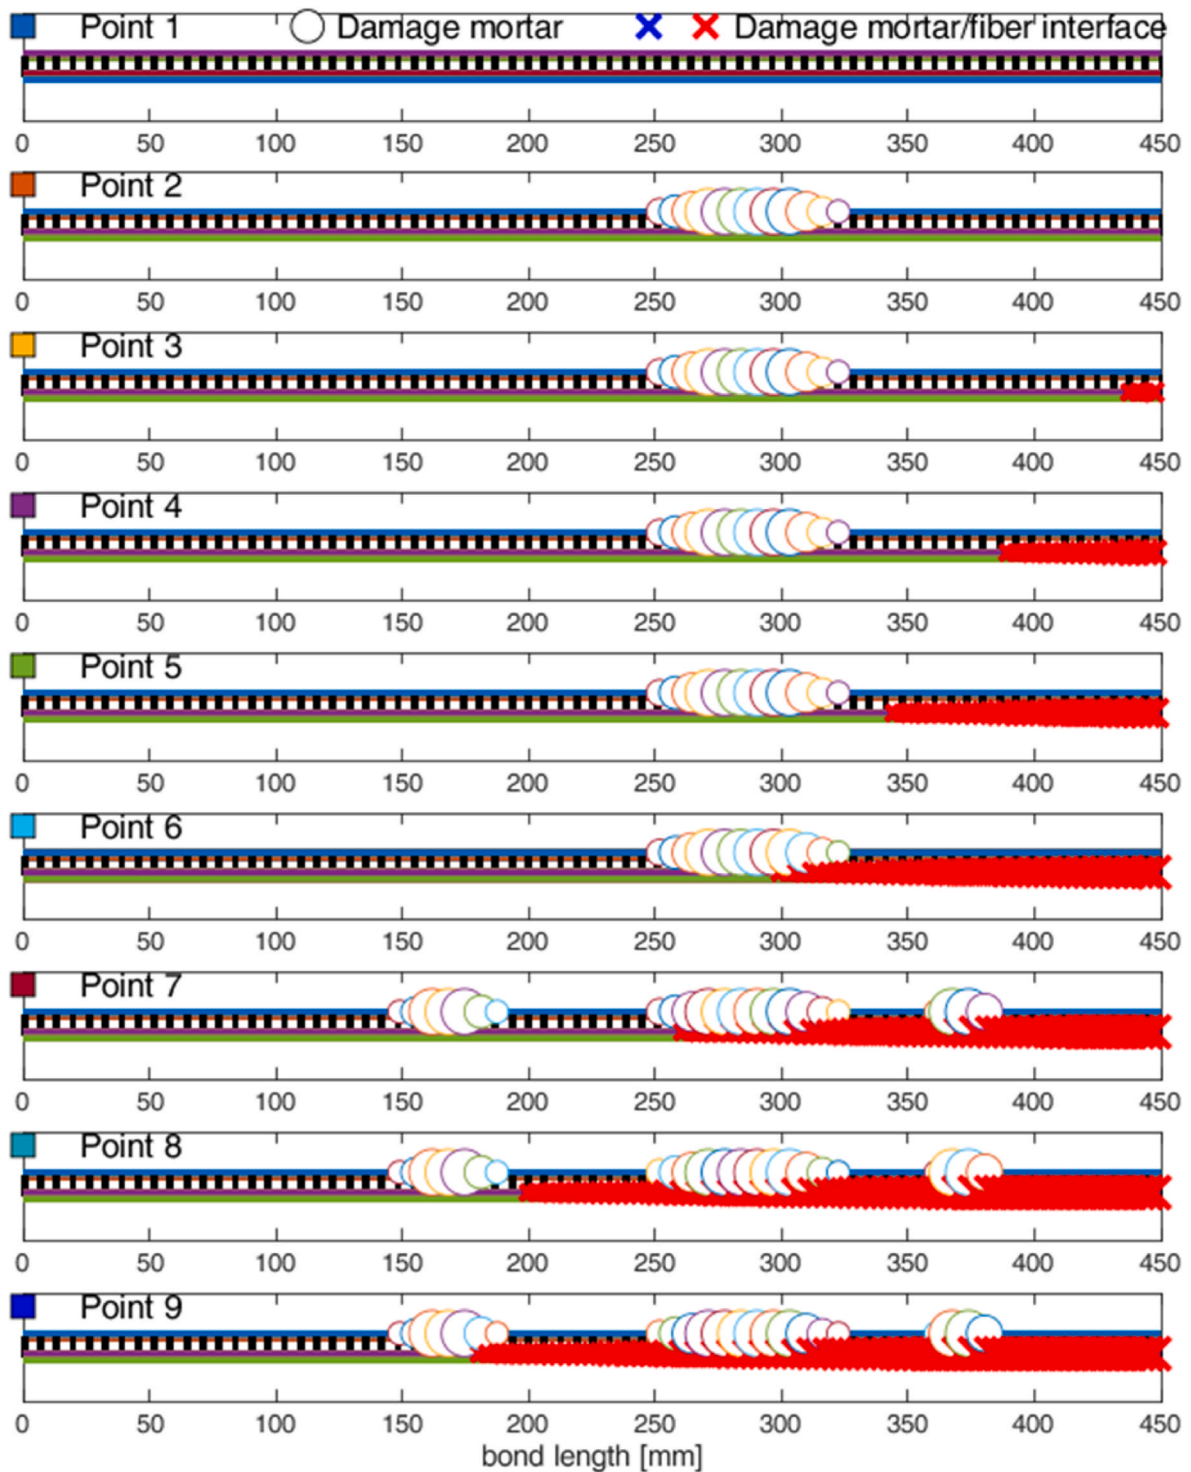 Point 1 Damage mortar Damage mortar/fiber interface
0 50 100 150 200 250 300 350 400 450
Point 2
0 50 100 150 200 250 300 350 400 450
Point 3
0 50 100 150 200 250 300 350 400 450
Point 4
0 50 100 150 200 250 300 350 400 450
Point 5
0 50 100 150 200 250 300 350 400 450
Point 6
0 50 100 150 200 250 300 350 400 450
Point 7
0 50 100 150 200 250 300 350 400 450
Point 8
0 50 100 150 200 250 300 350 400 450
Point 9
0 50 100 150 200 250 300 350 400 450
bond length [mm]